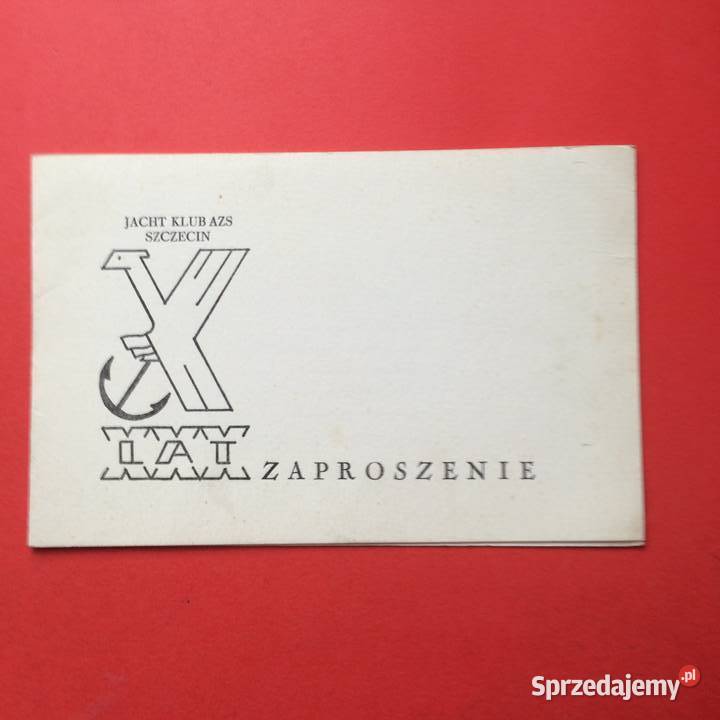 JACHT KLUB AZS
SZCZECIN
X
LAT
ZAPROSZENIE
Sprzedajemy.pl